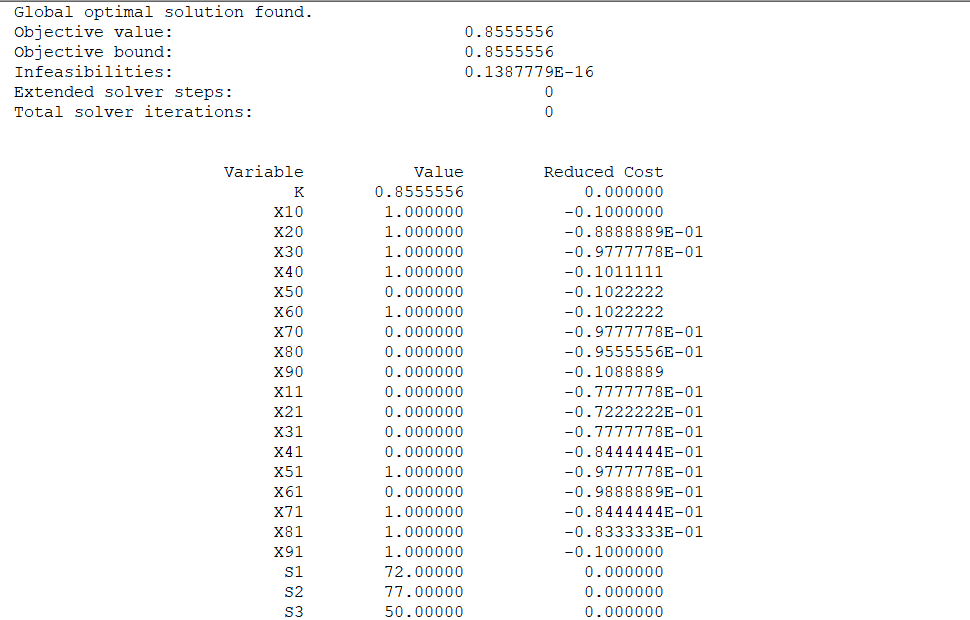 Global optimal solution found.
Objective value: 0.8555556
Objective bound: 0.8555556
Infeasibilities: 0.1387779E-16
Extended solver steps: 0
Total solver iterations: 0
Variable Value Reduced Cost
K 0.8555556 0.000000
X10 1.000000 -0.1000000
X20 1.000000 -0.8888889E-01
X30 1.000000 -0.9777778E-01
X40 1.000000 -0.1011111
X50 0.000000 -0.1022222
X60 1.000000 -0.1022222
X70 0.000000 -0.9777778E-01
X80 0.000000 -0.9555556E-01
X90 0.000000 -0.1088889
X11 0.000000 -0.7777778E-01
X21 0.000000 -0.7222222E-01
X31 0.000000 -0.7777778E-01
X41 0.000000 -0.8444444E-01
X51 1.000000 -0.9777778E-01
X61 0.000000 -0.9888889E-01
X71 1.000000 -0.8444444E-01
X81 1.000000 -0.8333333E-01
X91 1.000000 -0.1000000
S1 72.00000 0.000000
S2 77.00000 0.000000
S3 50.00000 0.000000